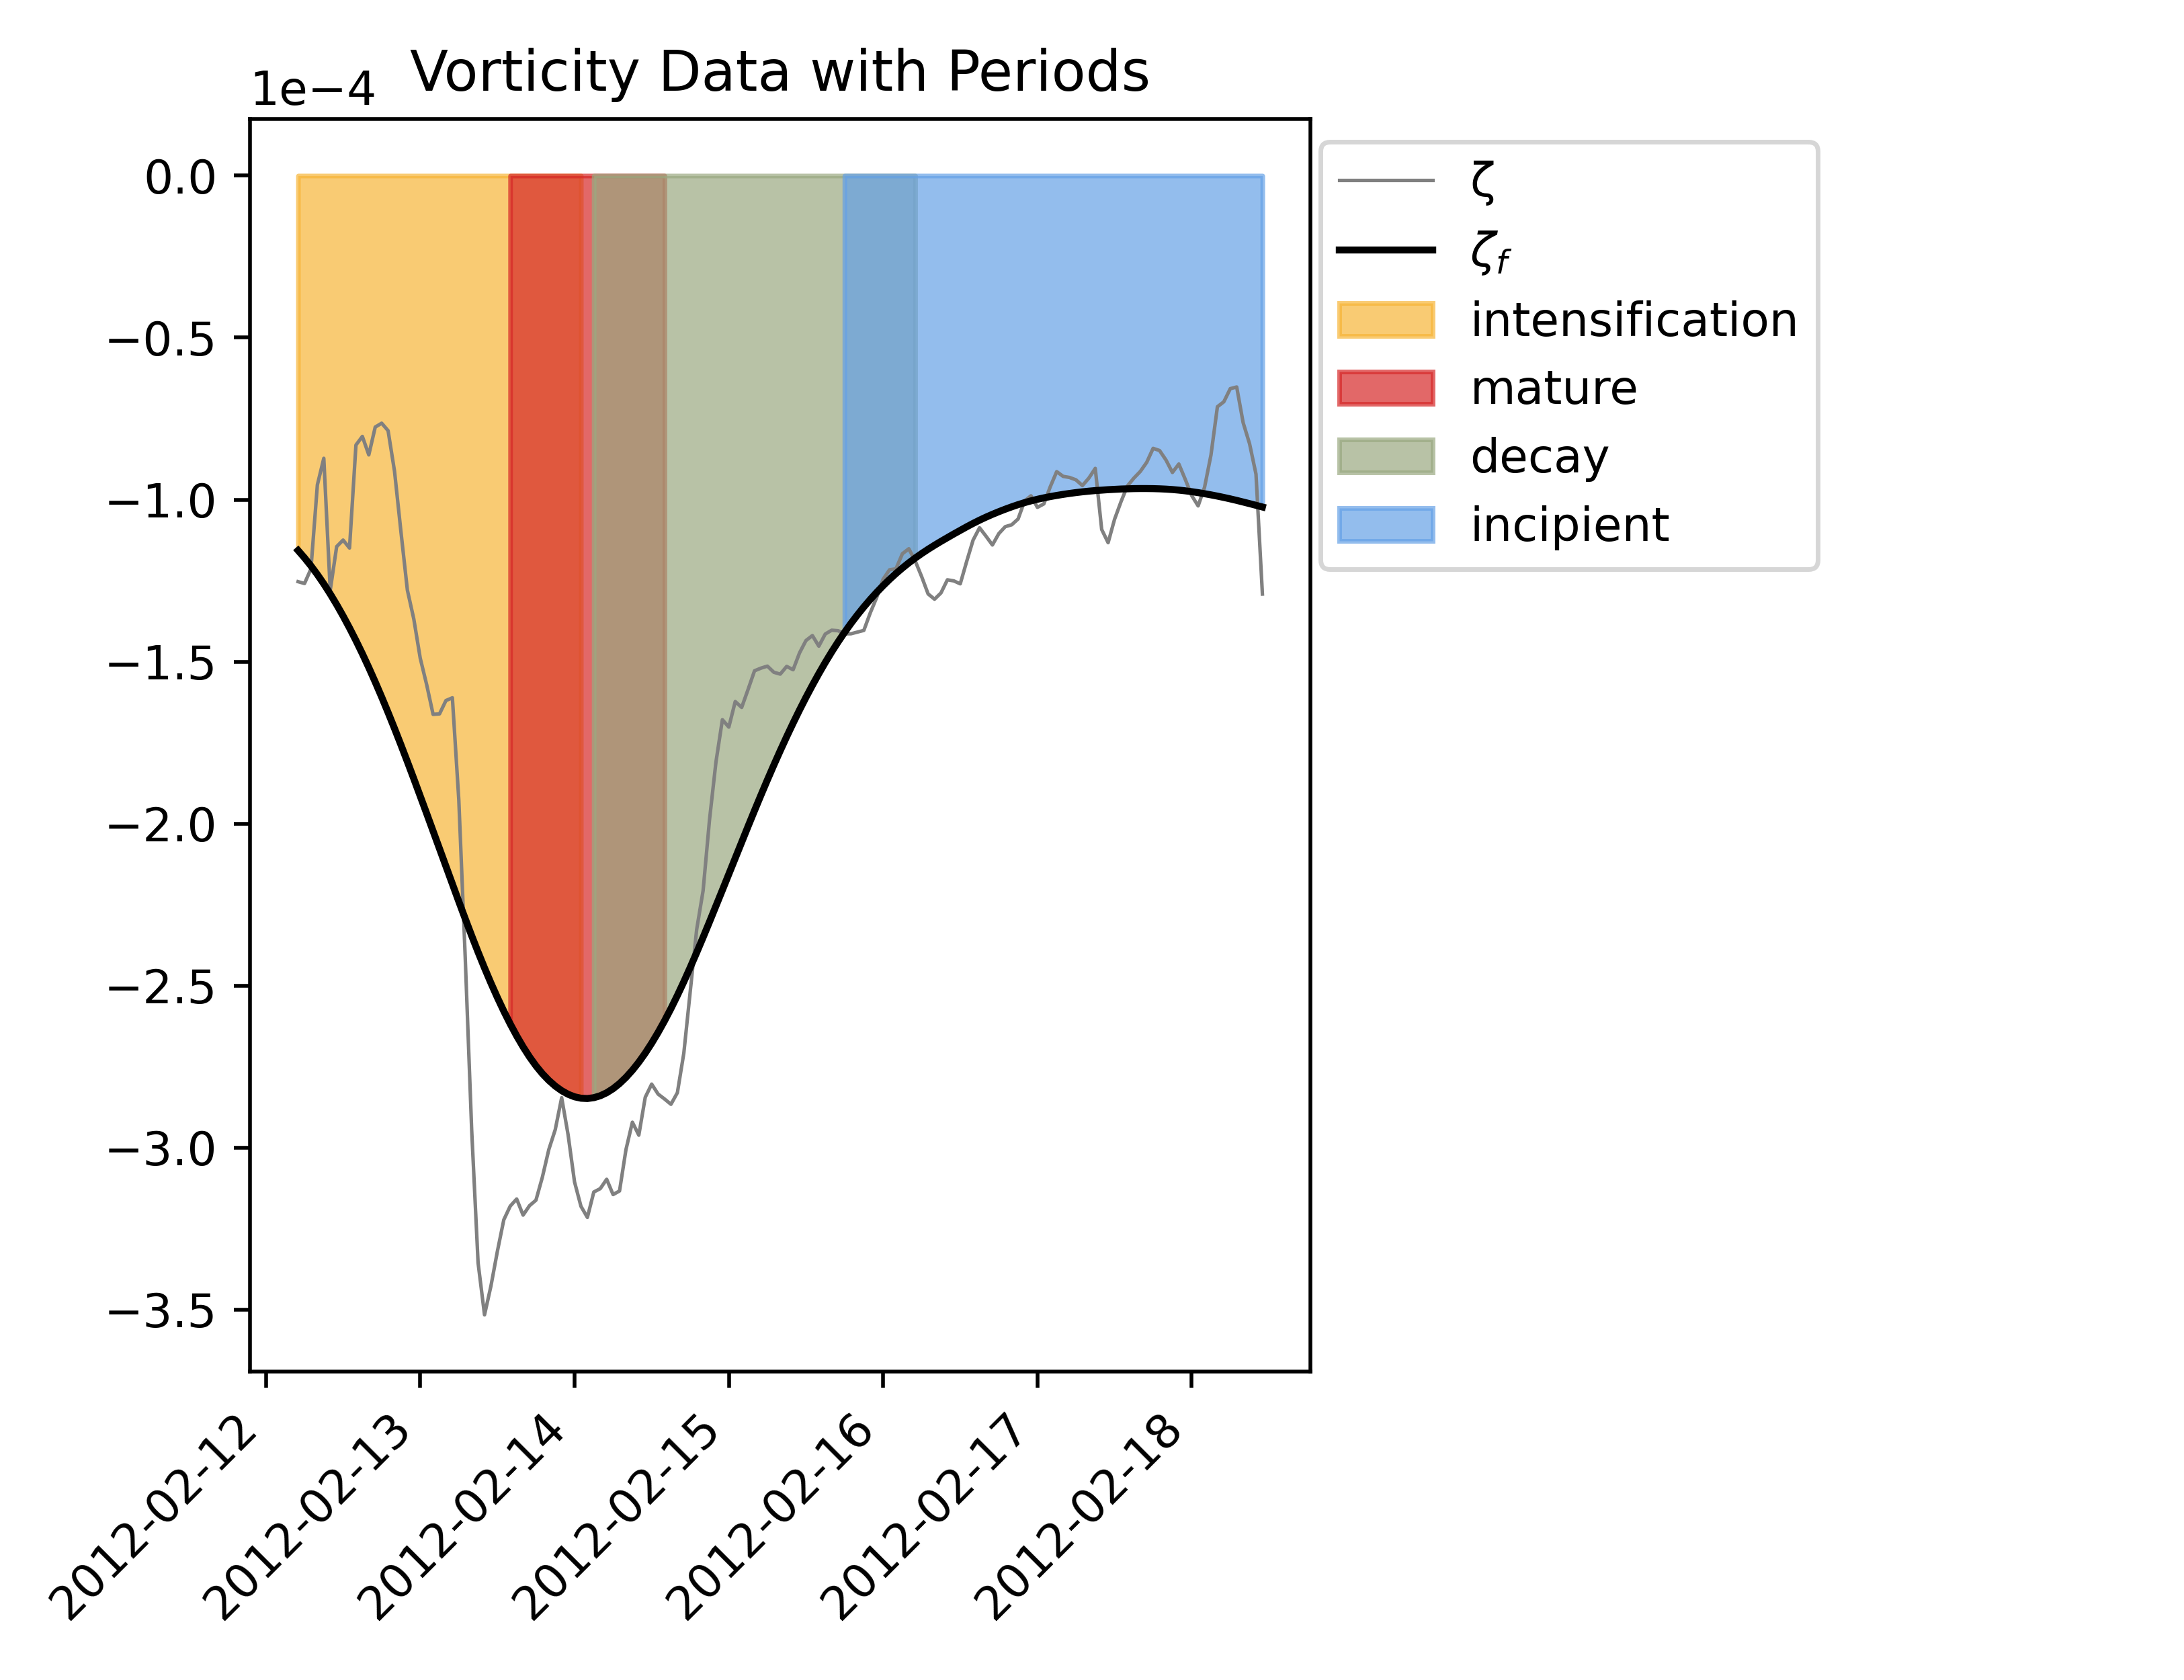 Vorticity Data with Periods
1e−4
0.0
−0.5
−1.0
−1.5
−2.0
−2.5
−3.0
−3.5
2012-02-12
2012-02-13
2012-02-14
2012-02-15
2012-02-16
2012-02-17
2012-02-18
ζ
ζf
intensification
mature
decay
incipient